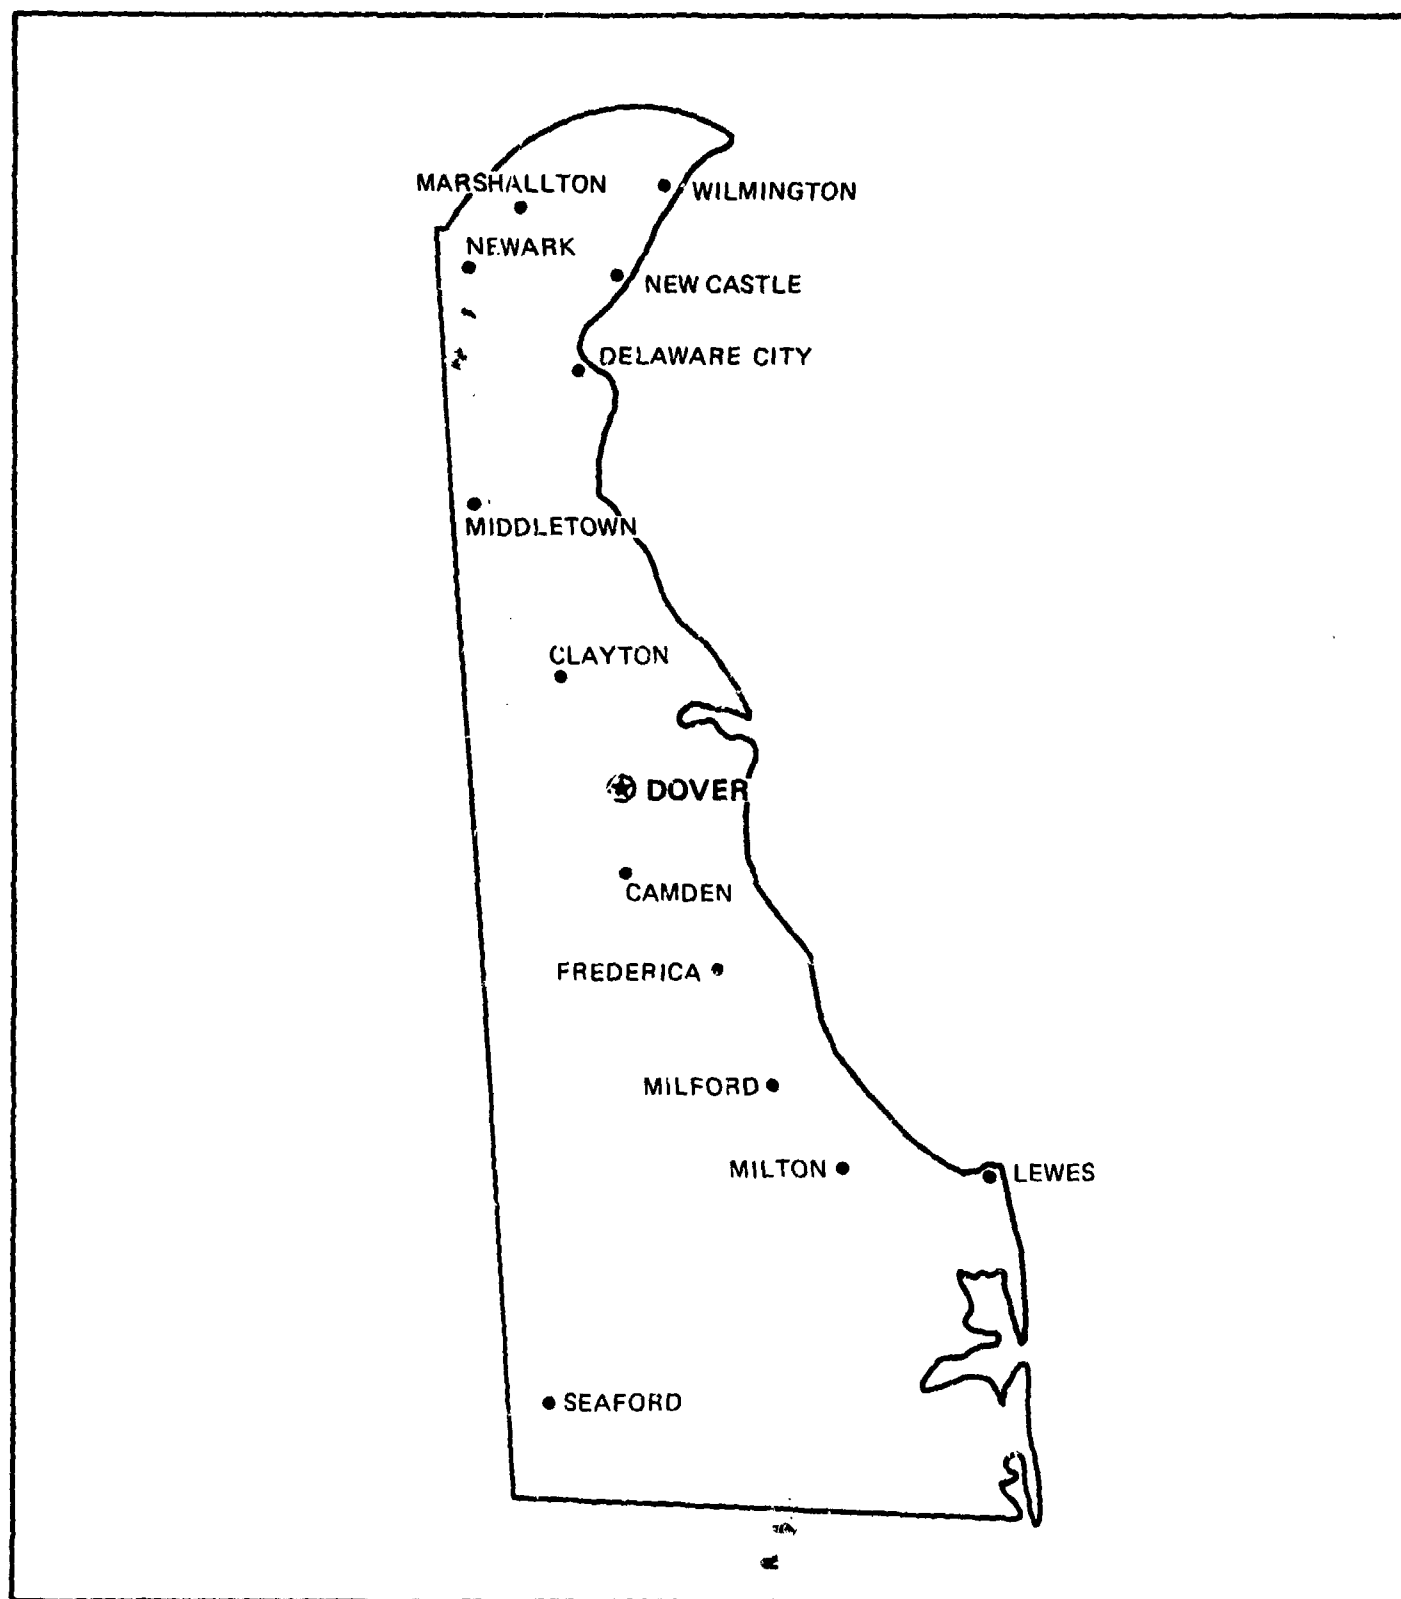 MARSHALLTON
WILMINGTON
NEWARK
NEW CASTLE
DELAWARE CITY
MIDDLETOWN
CLAYTON
DOVER
CAMDEN
FREDERICA
MILFORD
MILTON
LEWES
SEAFORD